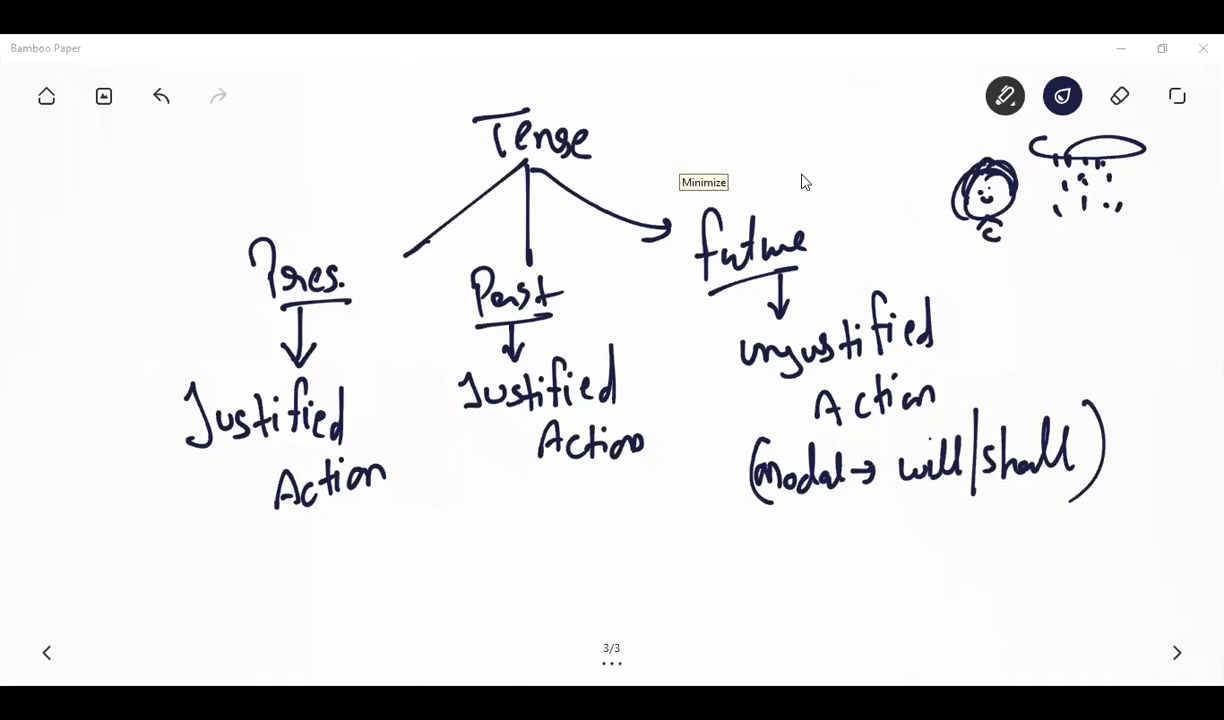 Bamboo Paper
Tense
Minimize
Pres.
Past
future
Justified
Action
Justified
Action
unjustified
Action
(modal → will/shall)
3/3